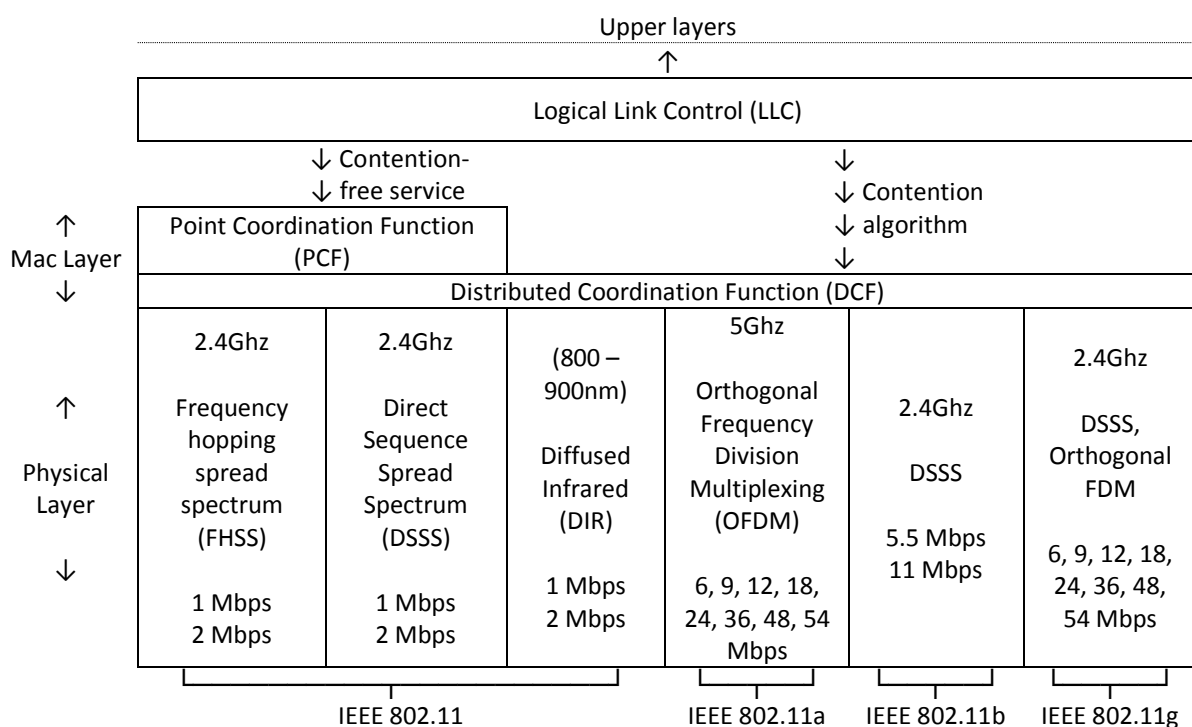 Upper layers
↑
Logical Link Control (LLC)
↓ Contention-
↓ free service
↓
↓ Contention
↓ algorithm
↓
↑
Mac Layer
↓
Point Coordination Function
(PCF)
Distributed Coordination Function (DCF)
↑
Physical
Layer
↓
2.4Ghz
Frequency
hopping
spread
spectrum
(FHSS)
1 Mbps
2 Mbps
2.4Ghz
Direct
Sequence
Spread
Spectrum
(DSSS)
1 Mbps
2 Mbps
(800 –
900nm)
Diffused
Infrared
(DIR)
1 Mbps
2 Mbps
5Ghz
Orthogonal
Frequency
Division
Multiplexing
(OFDM)
6, 9, 12, 18,
24, 36, 48, 54
Mbps
2.4Ghz
DSSS
5.5 Mbps
11 Mbps
2.4Ghz
DSSS,
Orthogonal
FDM
6, 9, 12, 18,
24, 36, 48,
54 Mbps
IEEE 802.11
IEEE 802.11a
IEEE 802.11b
IEEE 802.11g